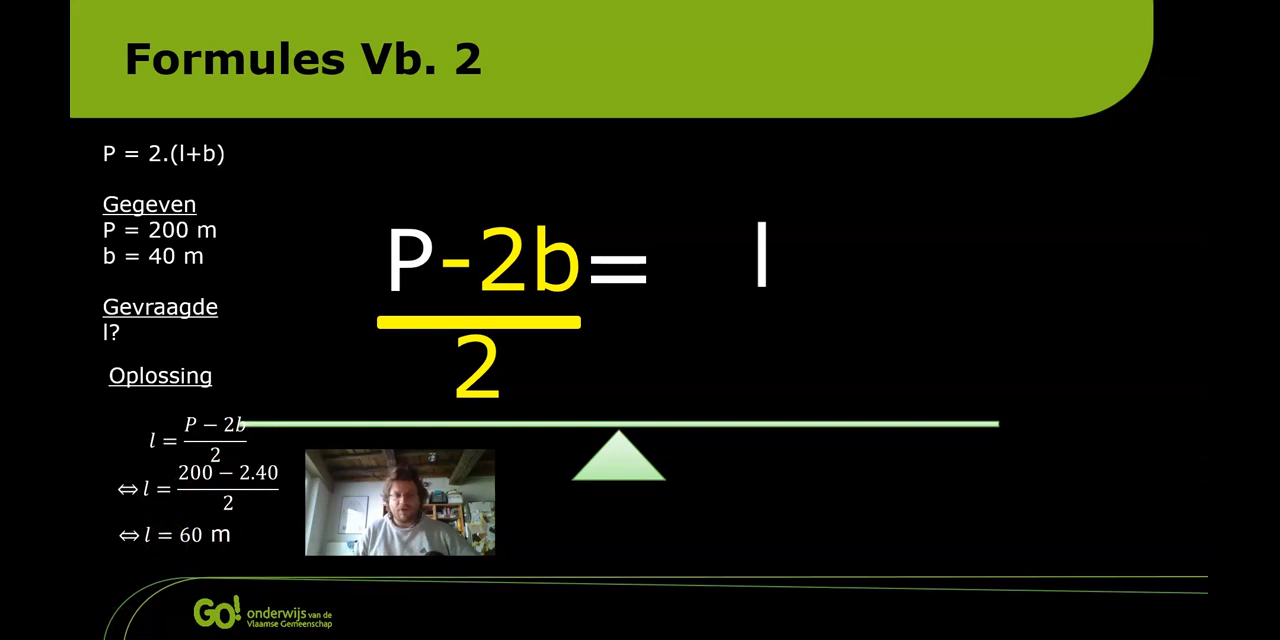 Formules Vb. 2
P = 2.(l+b)
Gegeven
P = 200 m
b = 40 m
Gevraagde
l?
Oplossing
l = (P − 2b)/2
⇔ l = (200 − 2.40)/2
⇔ l = 60 m
P-2b= l
2
GO! onderwijs van de
Vlaamse Gemeenschap